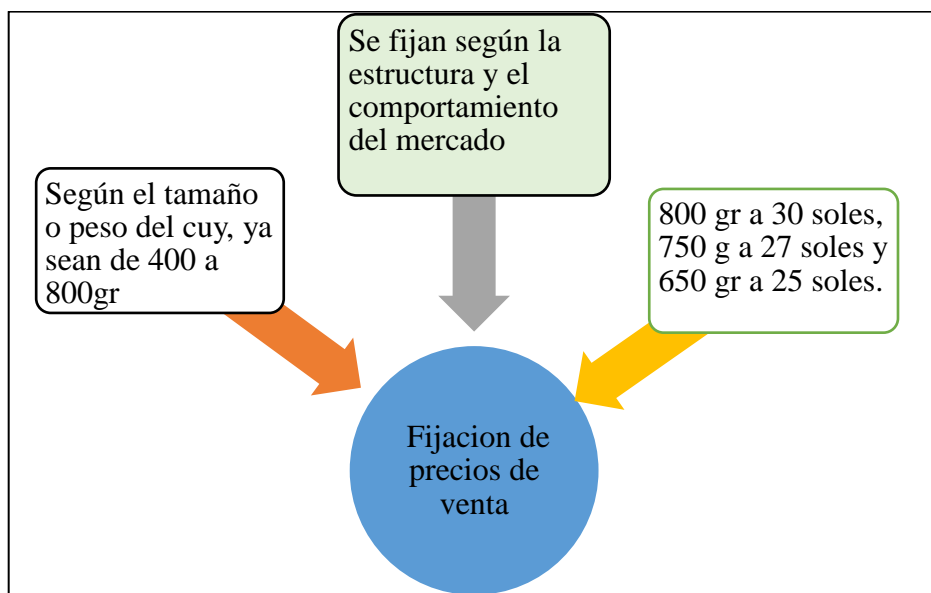 Se fijan según la
estructura y el
comportamiento
del mercado
Según el tamaño
o peso del cuy, ya
sean de 400 a
800gr
800 gr a 30 soles,
750 g a 27 soles y
650 gr a 25 soles.
Fijacion de
precios de
venta